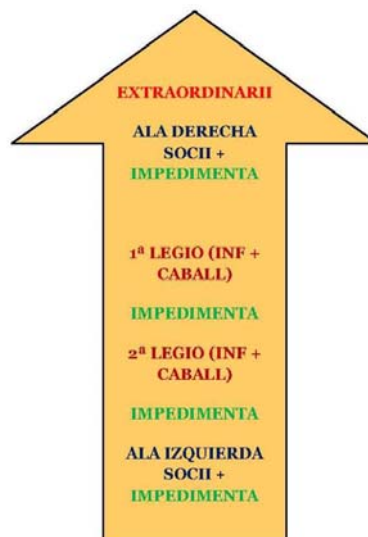 EXTRAORDINARII
ALA DERECHA
SOCII +
IMPEDIMENTA
1ª LEGIO (INF +
CABALL)
IMPEDIMENTA
2ª LEGIO (INF +
CABALL)
IMPEDIMENTA
ALA IZQUIERDA
SOCII +
IMPEDIMENTA